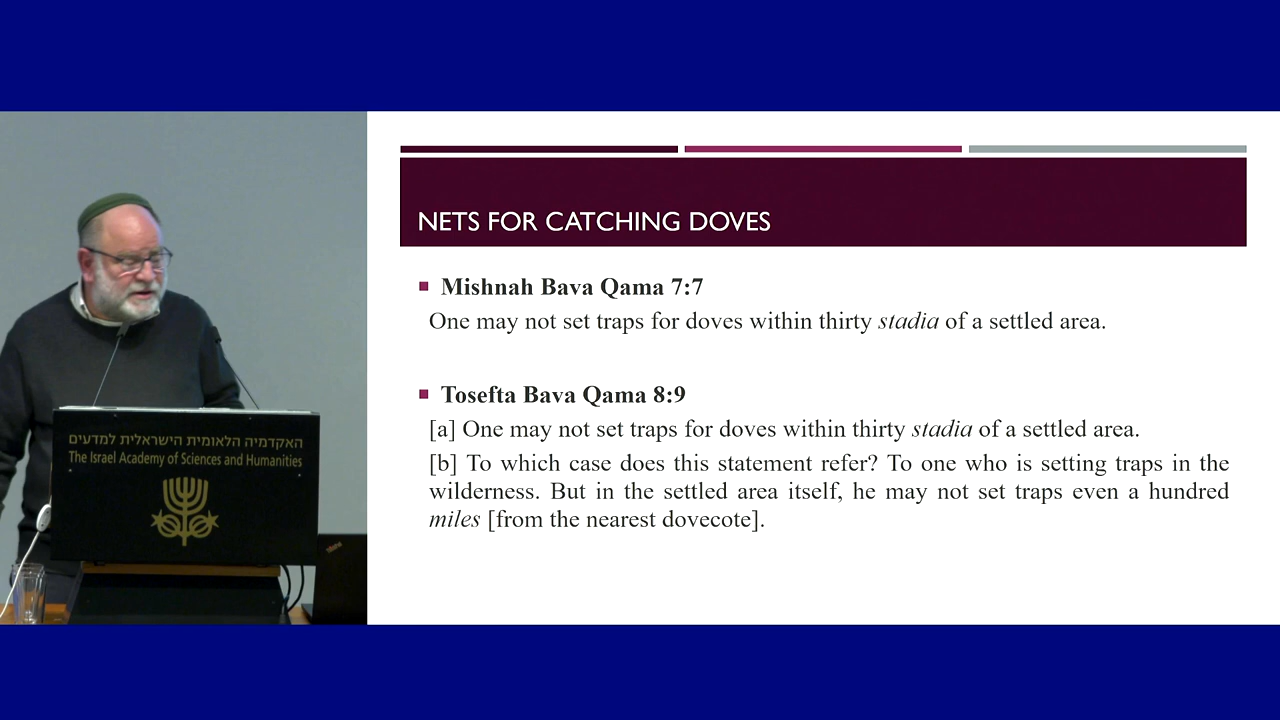 האקדמיה הלאומית הישראלית למדעים
The Israel Academy of Sciences and Humanities
NETS FOR CATCHING DOVES
Mishnah Bava Qama 7:7
One may not set traps for doves within thirty stadia of a settled area.
Tosefta Bava Qama 8:9
[a] One may not set traps for doves within thirty stadia of a settled area.
[b] To which case does this statement refer? To one who is setting traps in the
wilderness. But in the settled area itself, he may not set traps even a hundred
miles [from the nearest dovecote].